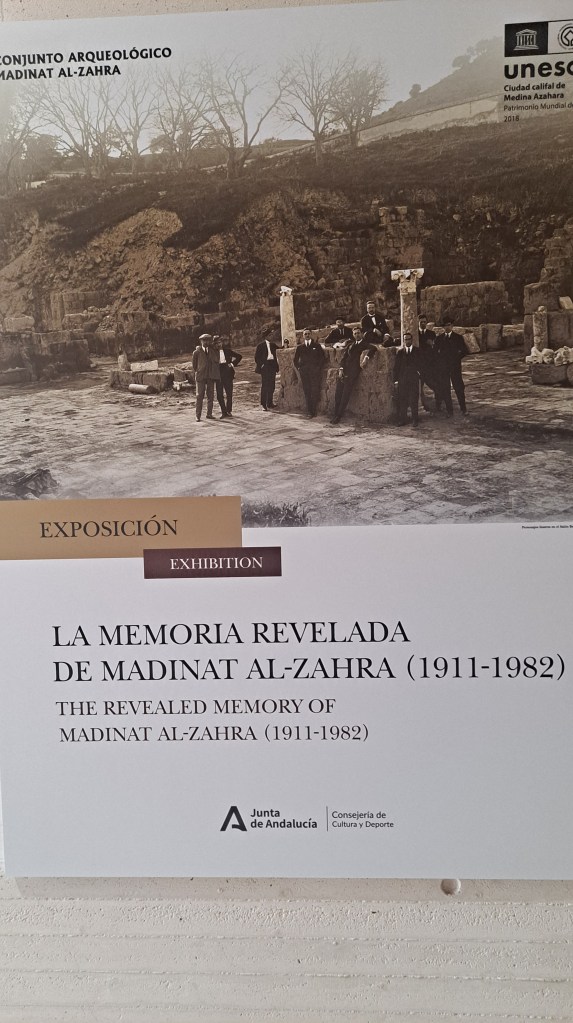 CONJUNTO ARQUEOLÓGICO
MADINAT AL-ZAHRA
unesc
Ciudad califal de
Medina Azahara
Patrimonio Mundial de
2018
EXPOSICIÓN
EXHIBITION
LA MEMORIA REVELADA
DE MADINAT AL-ZAHRA (1911-1982)
THE REVEALED MEMORY OF
MADINAT AL-ZAHRA (1911-1982)
Junta
de Andalucía
Consejería de
Cultura y Deporte